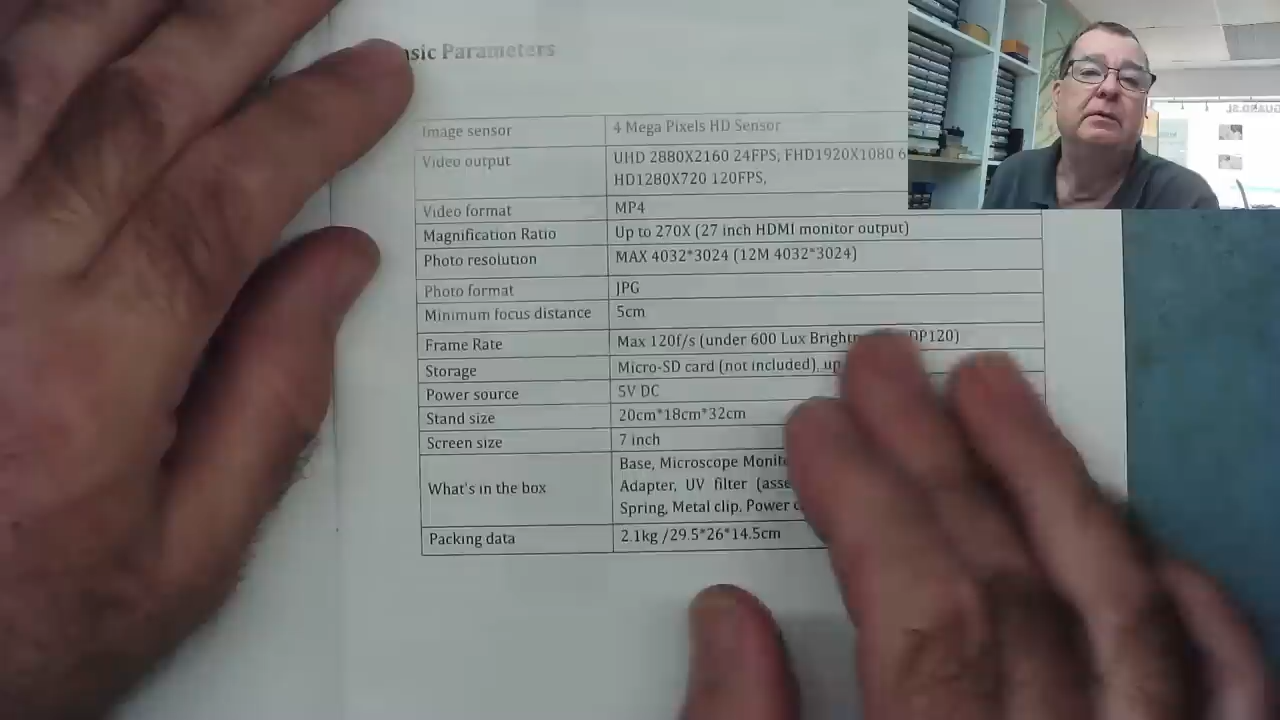 Basic Parameters
Image sensor 4 Mega Pixels HD Sensor
Video output UHD 2880X2160 24FPS, FHD1920X1080 6
HD1280X720 120FPS,
Video format MP4
Magnification Ratio Up to 270X (27 inch HDMI monitor output)
Photo resolution MAX 4032*3024 (12M 4032*3024)
Photo format JPG
Minimum focus distance 5cm
Frame Rate Max 120f/s (under 600 Lux DP120)
Storage Micro-SD card (not included), up
Power source 5V DC
Stand size 20cm*18cm*32cm
Screen size 7 inch
What's in the box Base, Microscope
Adapter, UV filter
Spring, Metal clip, Power
Packing data 2.1kg /29.5*26*14.5cm